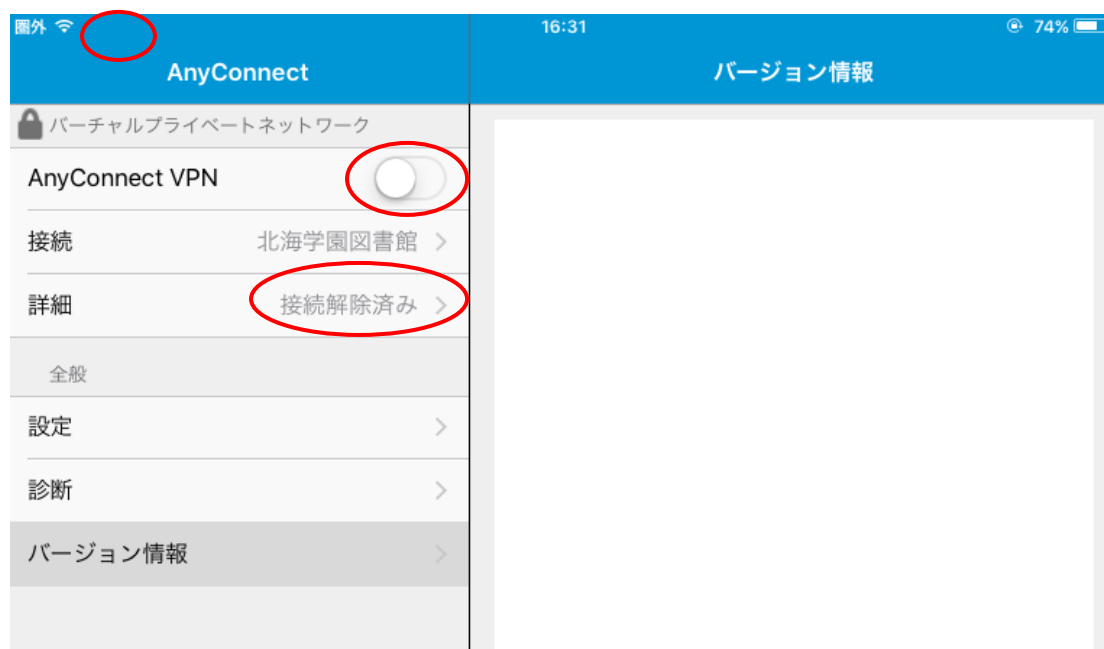 圏外 16:31 74%
AnyConnect バージョン情報
バーチャルプライベートネットワーク
AnyConnect VPN
接続 北海学園図書館
詳細 接続解除済み
全般
設定
診断
バージョン情報